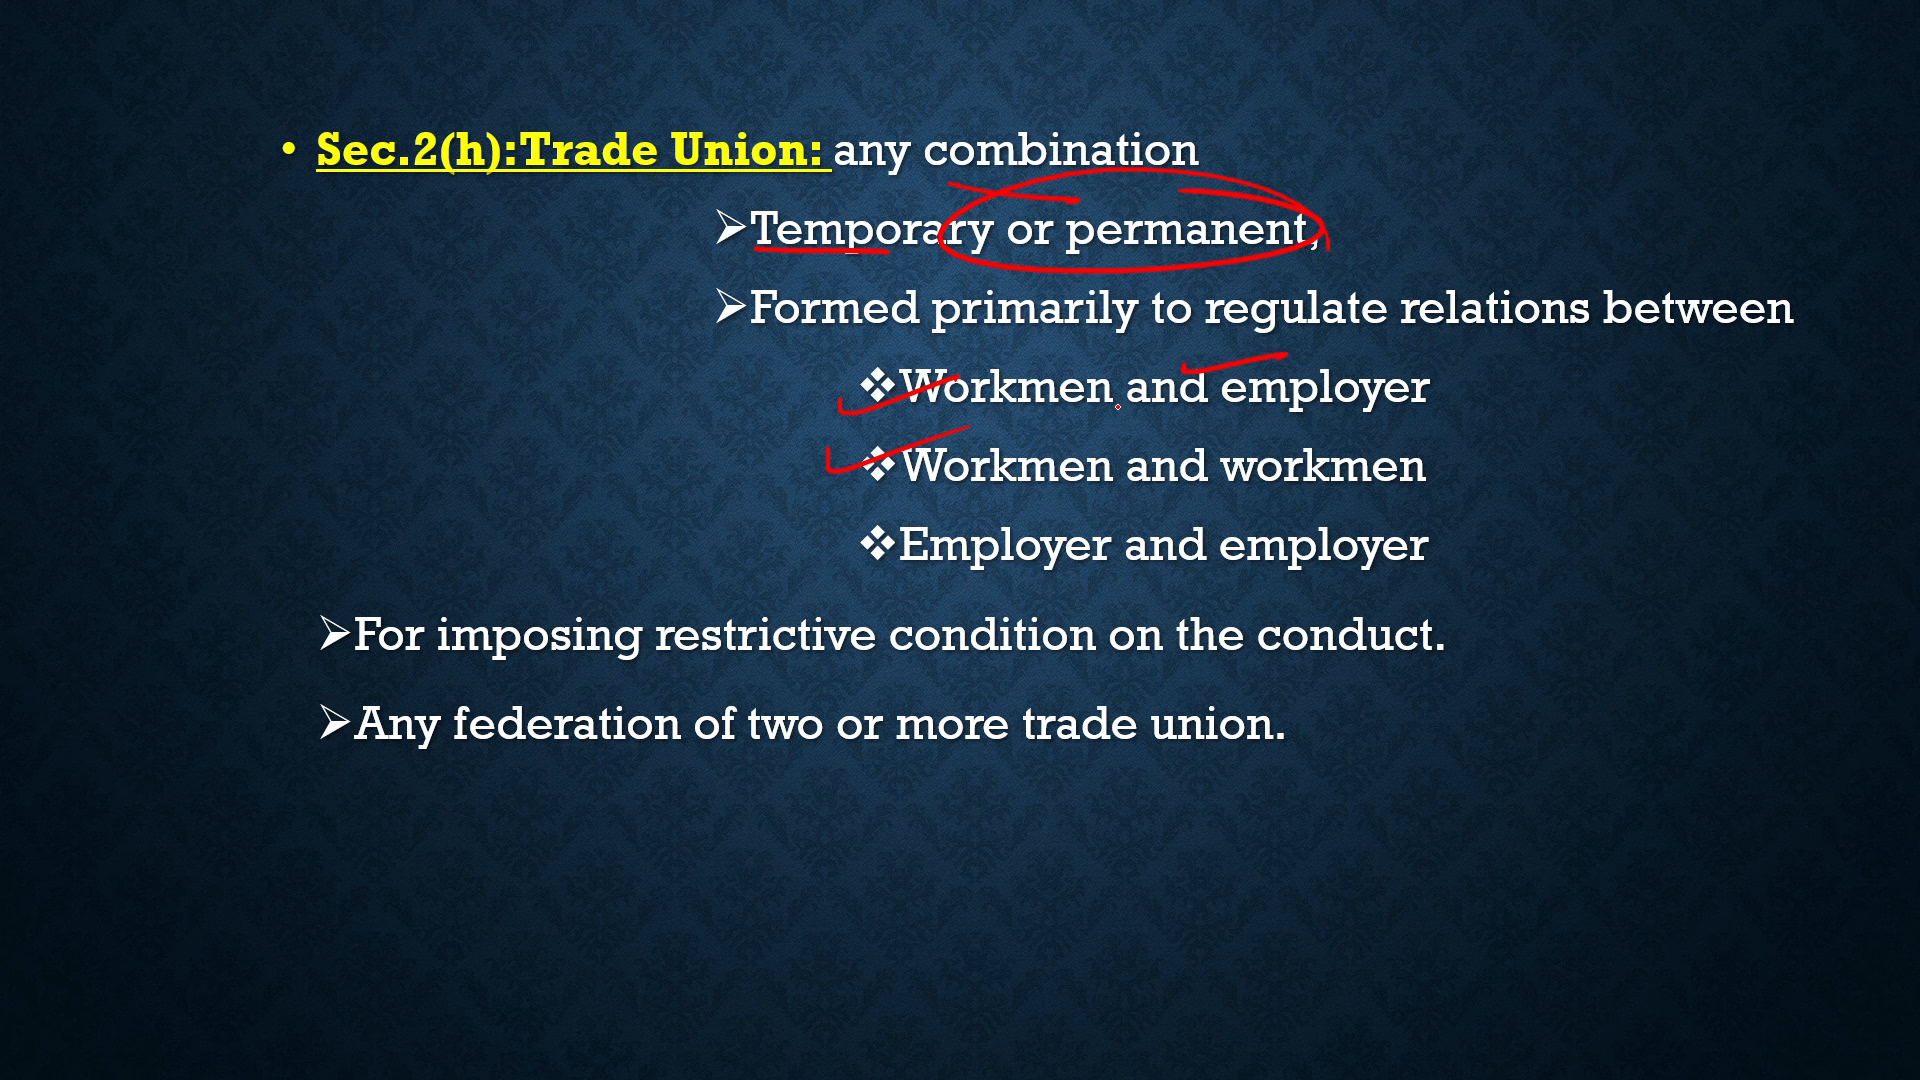 • Sec.2(h):Trade Union: any combination
➢Temporary or permanent,
➢Formed primarily to regulate relations between
❖Workmen and employer
❖Workmen and workmen
❖Employer and employer
➢For imposing restrictive condition on the conduct.
➢Any federation of two or more trade union.